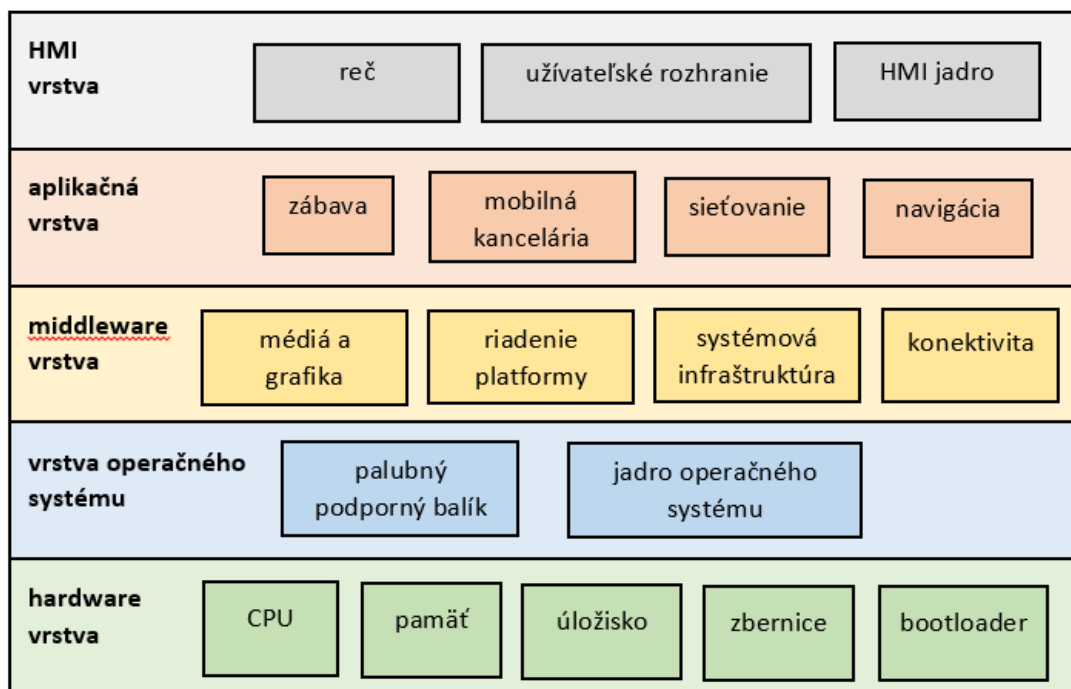 HMI
vrstva
reč
užívateľské rozhranie
HMI jadro
aplikačná
vrstva
zábava
mobilná
kancelária
sieťovanie
navigácia
middleware
vrstva
médiá a
grafika
riadenie
platformy
systémová
infraštruktúra
konektivita
vrstva operačného
systému
palubný
podporný balík
jadro operačného
systému
hardware
vrstva
CPU
pamäť
úložisko
zbernice
bootloader